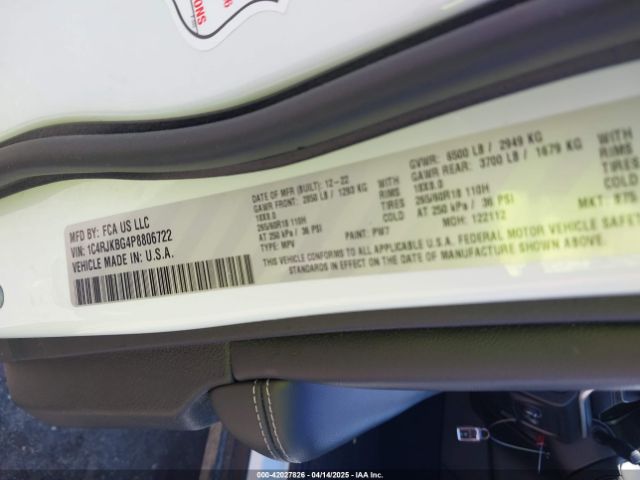 IONS
MFD BY: FCA US LLC
VIN: 1C4RJKBG4P8806722
VEHICLE MADE IN U.S.A.
DATE OF MFR (BUILT): 12-22
GAWR FRONT: 2850 LB / 1293 KG
18X8.0
265/60R18 110H
AT 250 kPa / 36 PSI
TYPE: MPV
PAINT: PW7
WITH
RIMS
TIRES
COLD
GVWR: 6500 LB / 2949 KG
GAWR REAR: 3700 LB / 1679 KG
18X8.0
265/60R18 110H
AT 250 kPa / 36 PSI
MDH: 122112
WITH
RIMS
TIRES
COLD
MKT:
THIS VEHICLE CONFORMS TO ALL APPLICABLE U.S.A. FEDERAL MOTOR VEHICLE
STANDARDS IN EFFECT ON THE DATE OF
000-42027826 - 04/14/2025 - IAA Inc.